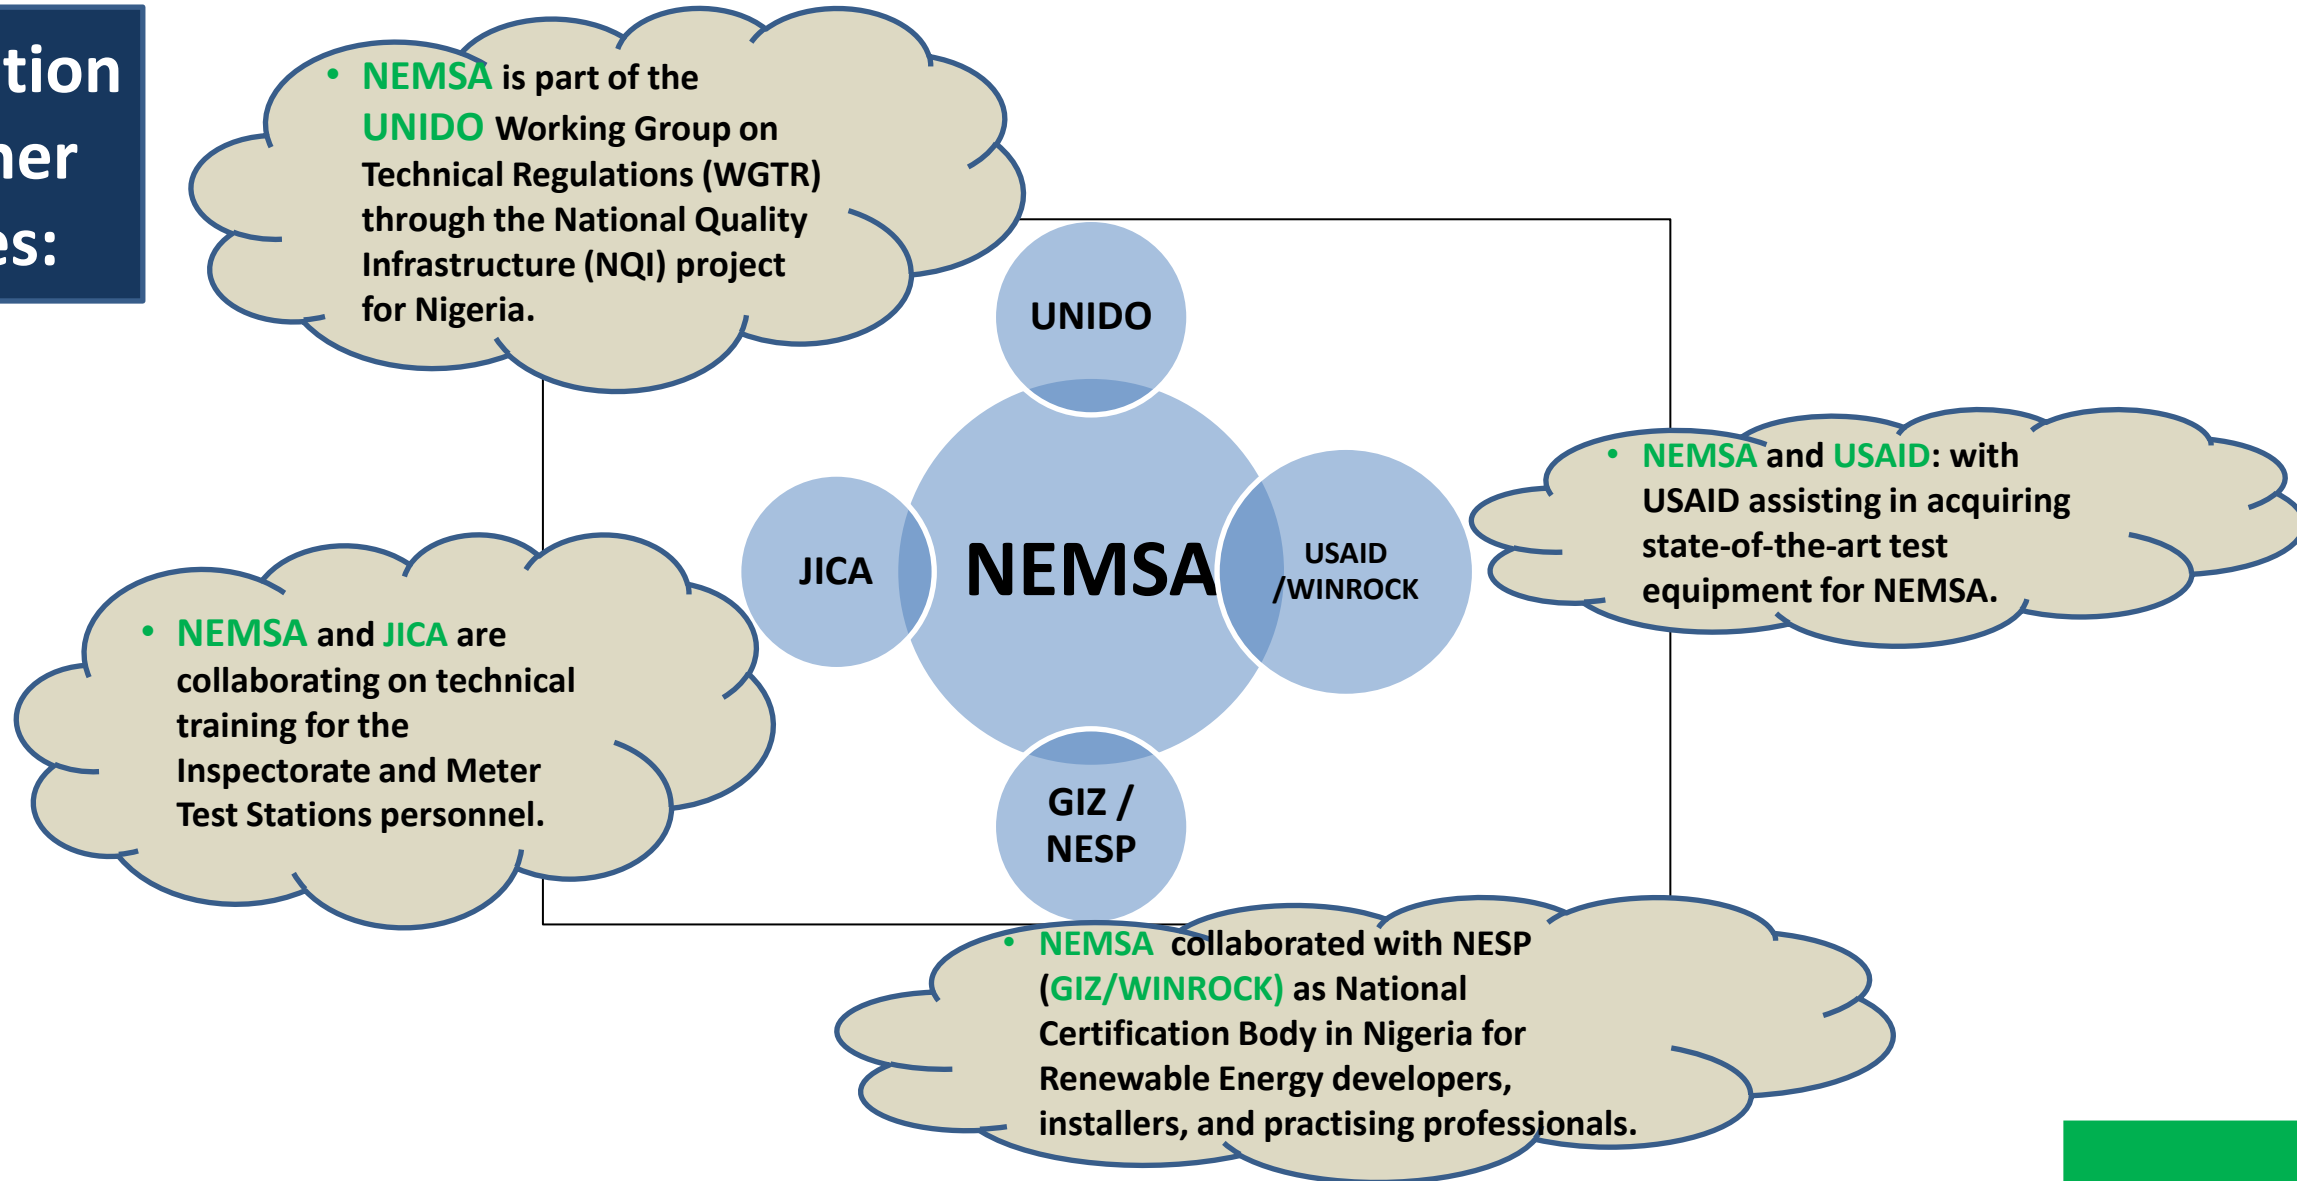 tion
ner
es:
• NEMSA is part of the
UNIDO Working Group on
Technical Regulations (WGTR)
through the National Quality
Infrastructure (NQI) project
for Nigeria.
UNIDO
• NEMSA and USAID: with
USAID assisting in acquiring
state-of-the-art test
equipment for NEMSA.
JICA
NEMSA
USAID
/WINROCK
• NEMSA and JICA are
collaborating on technical
training for the
Inspectorate and Meter
Test Stations personnel.
GIZ /
NESP
• NEMSA collaborated with NESP
(GIZ/WINROCK) as National
Certification Body in Nigeria for
Renewable Energy developers,
installers, and practising professionals.